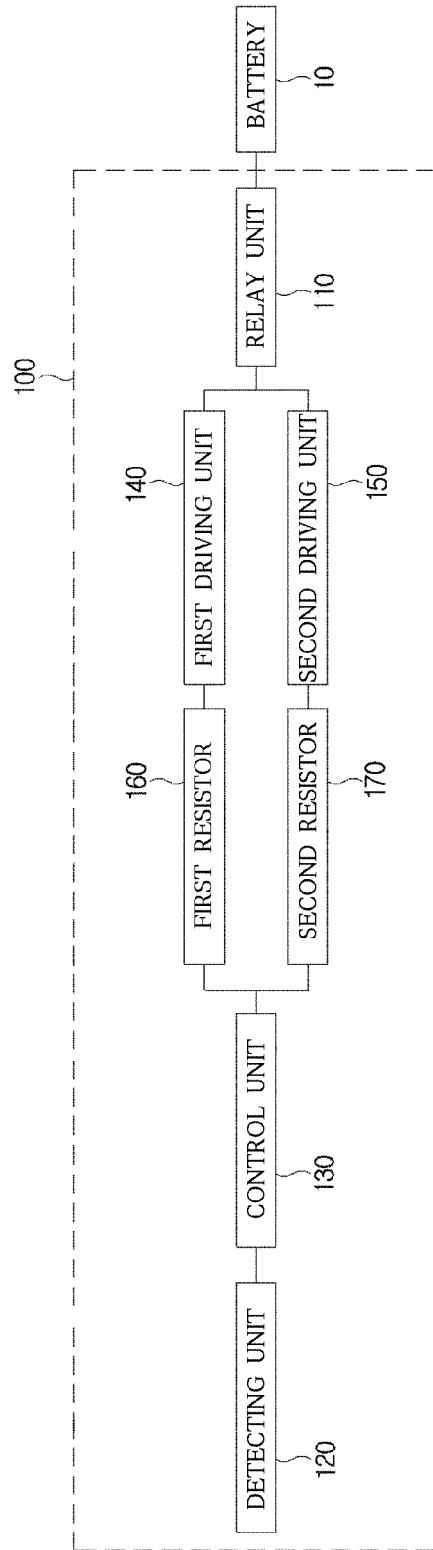 100
DETECTING UNIT
120
CONTROL UNIT
130
FIRST RESISTOR
160
SECOND RESISTOR
170
FIRST DRIVING UNIT
140
SECOND DRIVING UNIT
150
RELAY UNIT
110
BATTERY
10